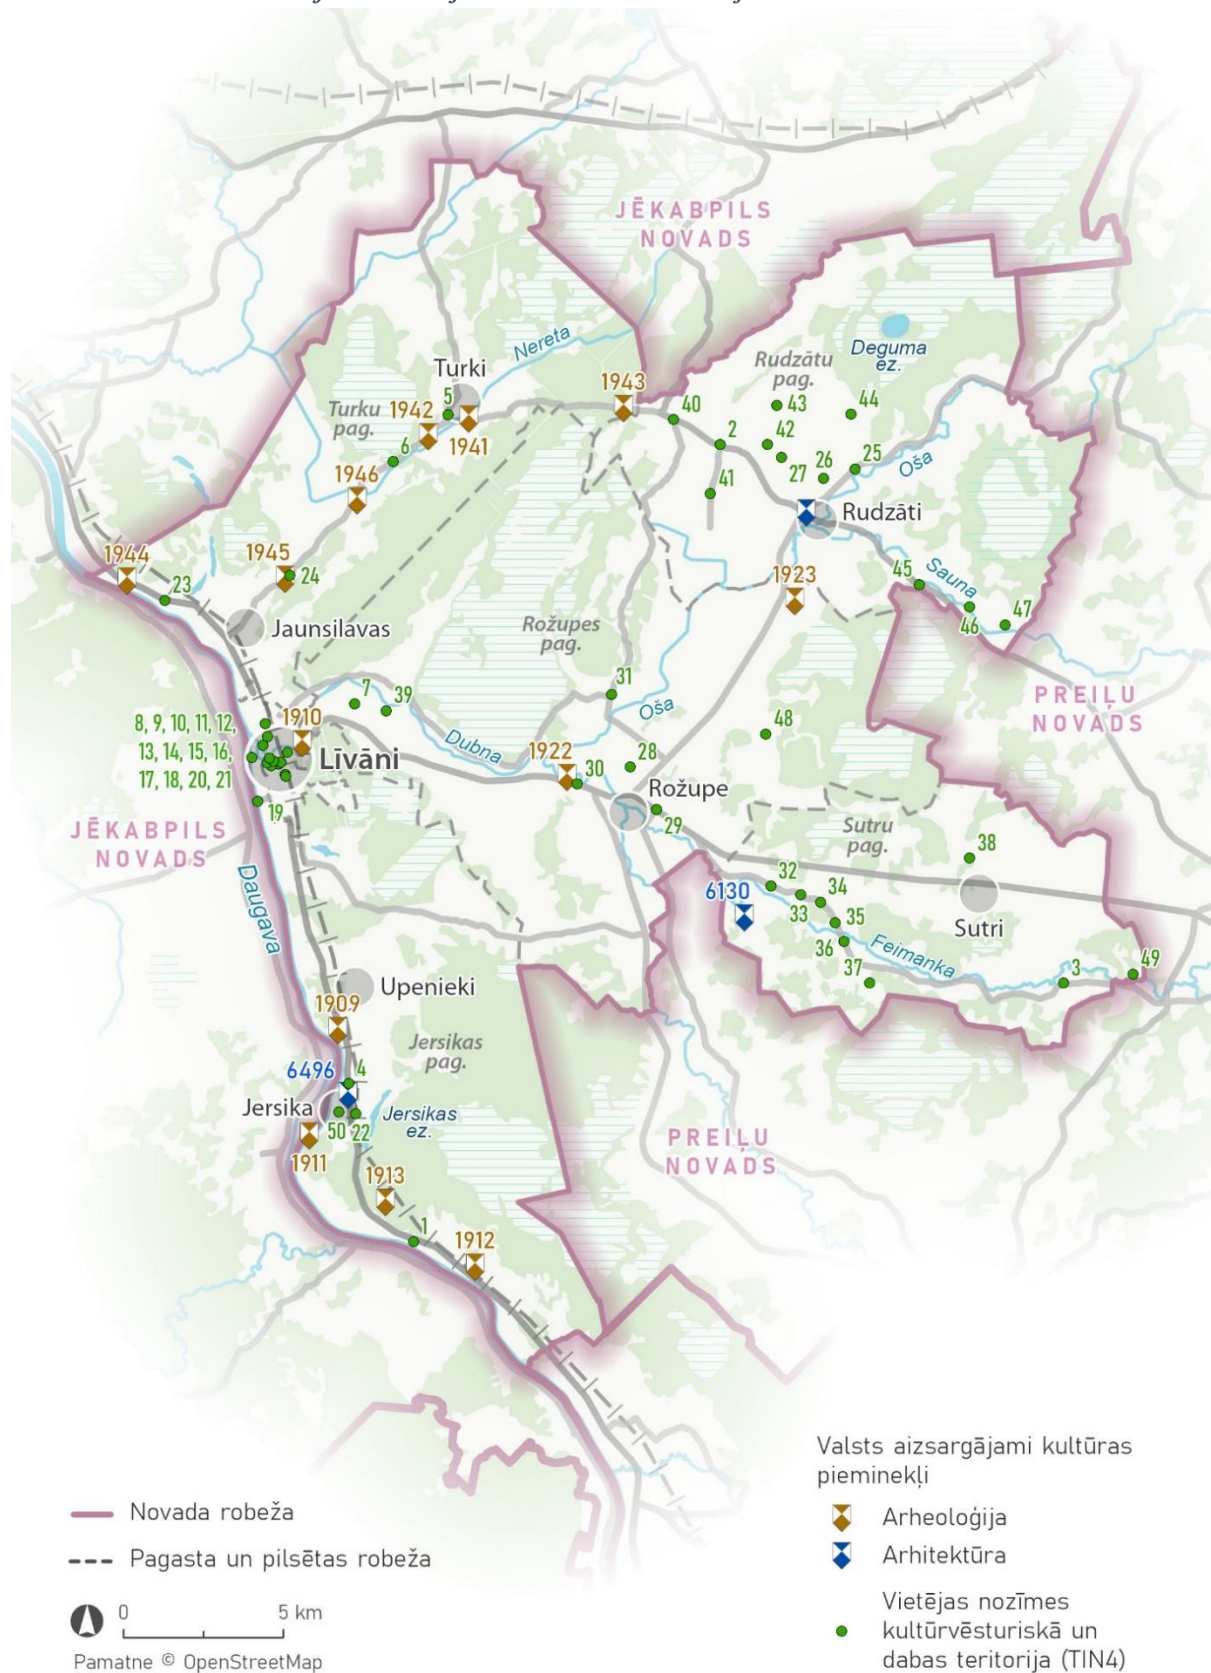 JĒKABPILS
NOVADS
Rudzātu
pag.
Deguma
ez.
Nereta
Turki
1943
5
Turku
pag.
1942
1941
6
1946
40
2
43
44
42
27
26
25
41
Oša
Rudzāti
1944
23
1945
24
Jaunsilavas
1923
45
Sauna
46
47
Rožupes
pag.
PREIĻU
NOVADS
7
39
31
Oša
48
8, 9, 10, 11, 12,
13, 14, 15, 16,
17, 18, 20, 21
1910
Līvāni
Dubna
1922
30
28
Rožupe
29
19
JĒKABPILS
NOVADS
Daugava
Sutru
pag.
38
6130
32
33
34
35
36
37
Sutri
Feimanka
3
49
Upenieki
1909
Jersikas
pag.
6496
4
Jersika
50
22
Jersikas
ez.
1911
PREIĻU
NOVADS
1913
1
1912
Novada robeža
Pagasta un pilsētas robeža
0
5 km
Pamatne © OpenStreetMap
Valsts aizsargājami kultūras
pieminekļi
Arheoloģija
Arhitektūra
Vietējas nozīmes
kultūrvēsturiskā un
dabas teritorija (TIN4)